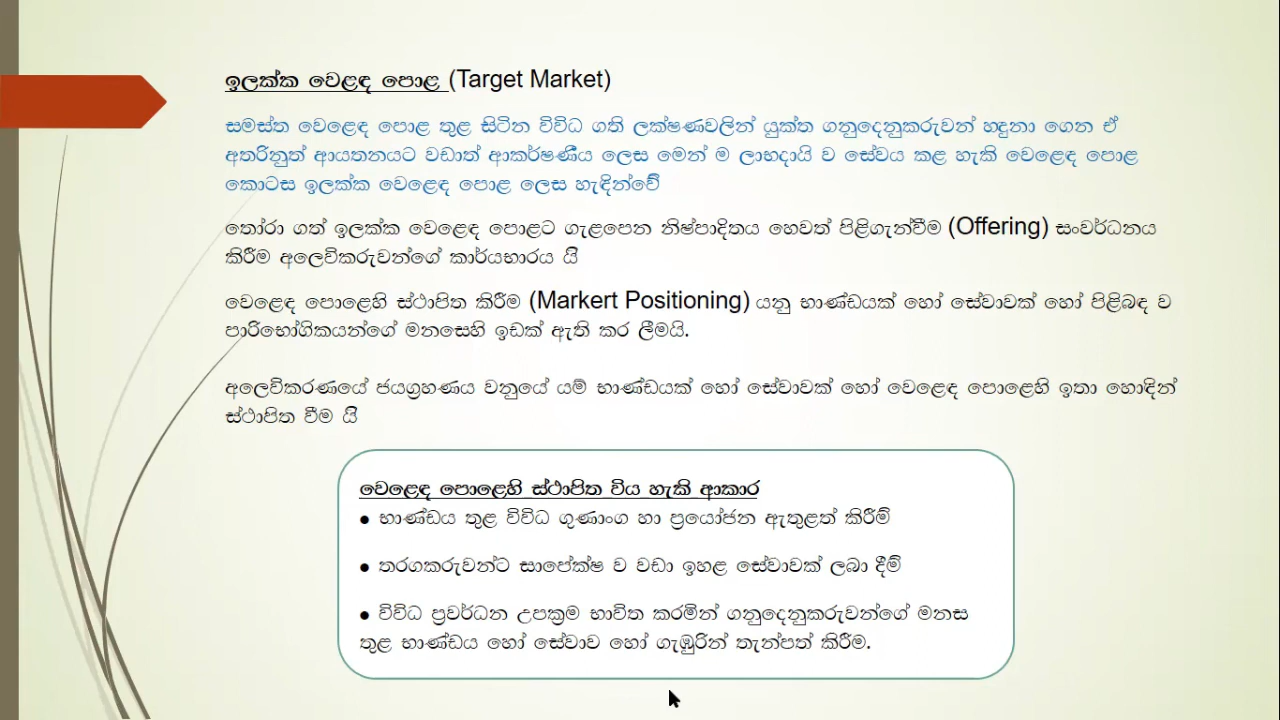 ඉලක්ක වෙළඳ පොළ (Target Market)
සමස්ත වෙළෙඳ පොළ තුළ සිටින විවිධ ගති ලක්ෂණවලින් යුක්ත ගනුදෙනුකරුවන් හඳුනා ගෙන ඒ
අතරිනුත් ආයතනයට වඩාත් ආකර්ෂණීය ලෙස මෙන් ම ලාභදායි ව සේවය කළ හැකි වෙළෙඳ පොළ
කොටස ඉලක්ක වෙළෙඳ පොළ ලෙස හැඳින්වේ
තෝරා ගත් ඉලක්ක වෙළෙඳ පොළට ගැළපෙන නිෂ්පාදිතය හෙවත් පිළිගැන්වීම (Offering) සංවර්ධනය
කිරීම අලෙවිකරුවන්ගේ කාර්යභාරය යි
වෙළෙඳ පොළෙහි ස්ථාපිත කිරීම (Markert Positioning) යනු භාණ්ඩයක් හෝ සේවාවක් හෝ පිළිබඳ ව
පාරිභෝගිකයන්ගේ මනසෙහි ඉඩක් ඇති කර ලීමයි.
අලෙවිකරණයේ ජයග්‍රහණය වනුයේ යම් භාණ්ඩයක් හෝ සේවාවක් හෝ වෙළෙඳ පොළෙහි ඉතා හොඳින්
ස්ථාපිත වීම යි
වෙළෙඳ පොළෙහි ස්ථාපිත විය හැකි ආකාර
● භාණ්ඩය තුළ විවිධ ගුණාංග හා ප්‍රයෝජන ඇතුළත් කිරීම්
● තරගකරුවන්ට සාපේක්ෂ ව වඩා ඉහළ සේවාවක් ලබා දීම්
● විවිධ ප්‍රවර්ධන උපක්‍රම භාවිත කරමින් ගනුදෙනුකරුවන්ගේ මනස
තුළ භාණ්ඩය හෝ සේවාව හෝ ගැඹුරින් තැන්පත් කිරීම.